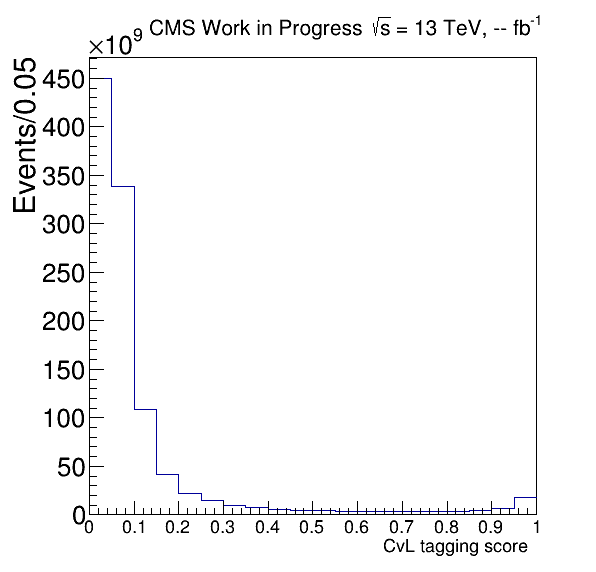 ×10⁹ CMS Work in Progress √s = 13 TeV, -- fb⁻¹
Events/0.05
450
400
350
300
250
200
150
100
50
0
0 0.1 0.2 0.3 0.4 0.5 0.6 0.7 0.8 0.9 1
CvL tagging score